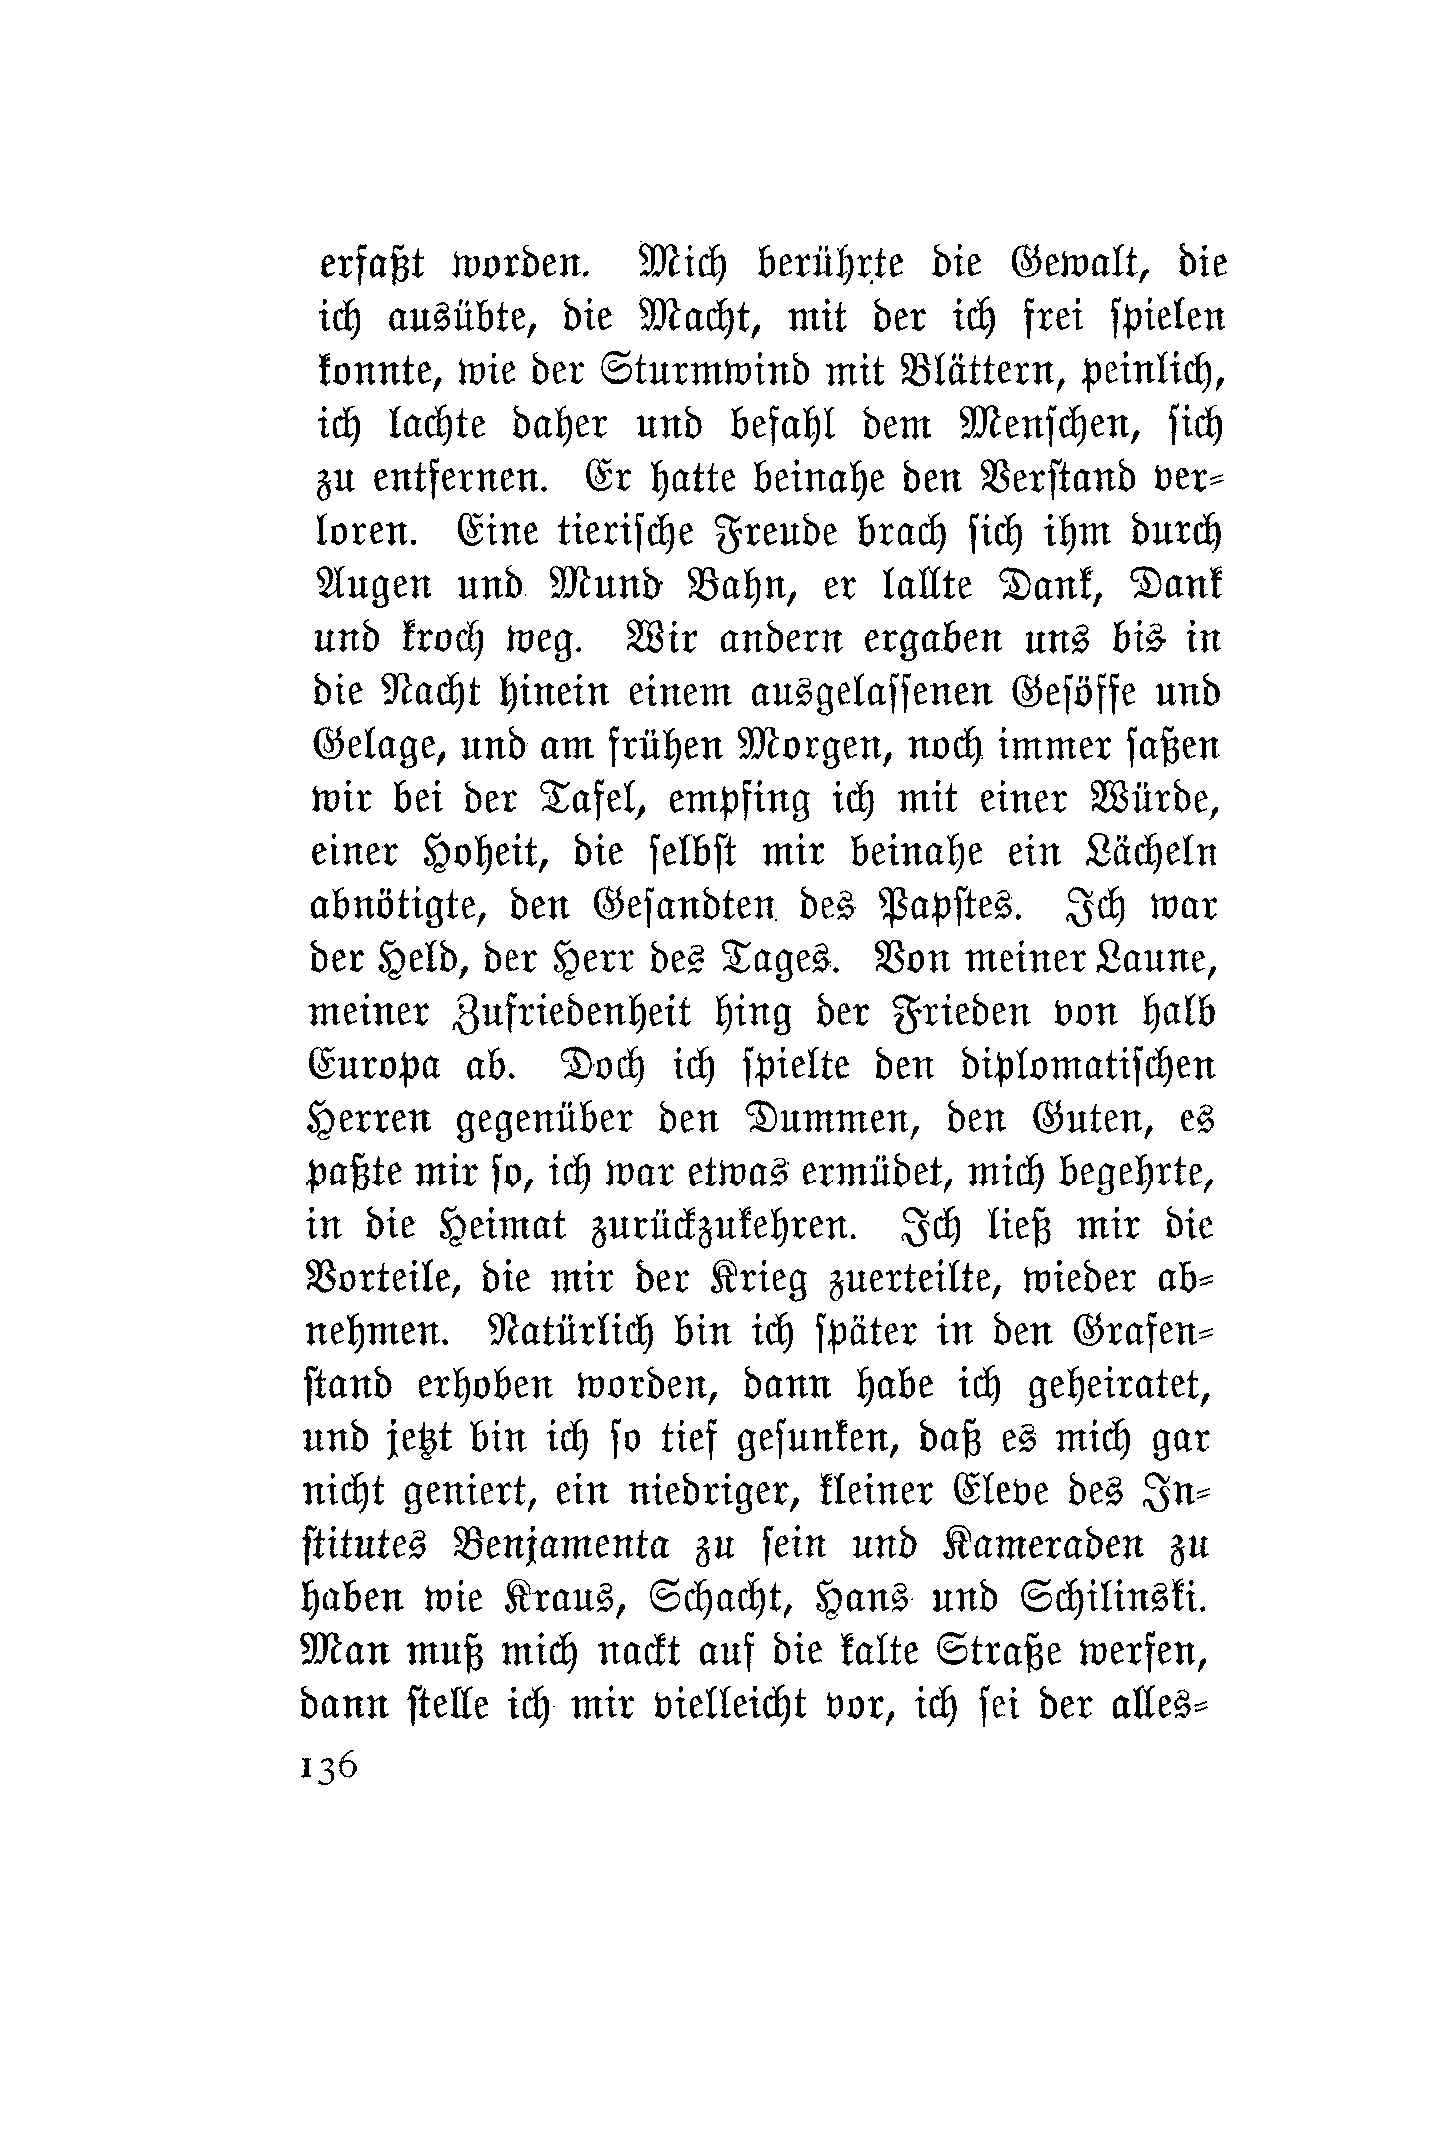 erfaßt worden. Mich berührte die Gewalt, die
ich ausübte, die Macht, mit der ich frei spielen
konnte, wie der Sturmwind mit Blättern, peinlich,
ich lachte daher und befahl dem Menschen, sich
zu entfernen. Er hatte beinahe den Verstand ver-
loren. Eine tierische Freude brach sich ihm durch
Augen und Mund Bahn, er lallte Dank, Dank
und kroch weg. Wir andern ergaben uns bis in
die Nacht hinein einem ausgelassenen Gesöffe und
Gelage, und am frühen Morgen, noch immer saßen
wir bei der Tafel, empfing ich mit einer Würde,
einer Hoheit, die selbst mir beinahe ein Lächeln
abnötigte, den Gesandten des Papstes. Ich war
der Held, der Herr des Tages. Von meiner Laune,
meiner Zufriedenheit hing der Frieden von halb
Europa ab. Doch ich spielte den diplomatischen
Herren gegenüber den Dummen, den Guten, es
paßte mir so, ich war etwas ermüdet, mich begehrte,
in die Heimat zurückzukehren. Ich ließ mir die
Vorteile, die mir der Krieg zuerteilte, wieder ab-
nehmen. Natürlich bin ich später in den Grafen-
stand erhoben worden, dann habe ich geheiratet,
und jetzt bin ich so tief gesunken, daß es mich gar
nicht geniert, ein niedriger, kleiner Eleve des In-
stitutes Benjamenta zu sein und Kameraden zu
haben wie Kraus, Schacht, Hans und Schilinski.
Man muß mich nackt auf die kalte Straße werfen,
dann stelle ich mir vielleicht vor, ich sei der alles-
136